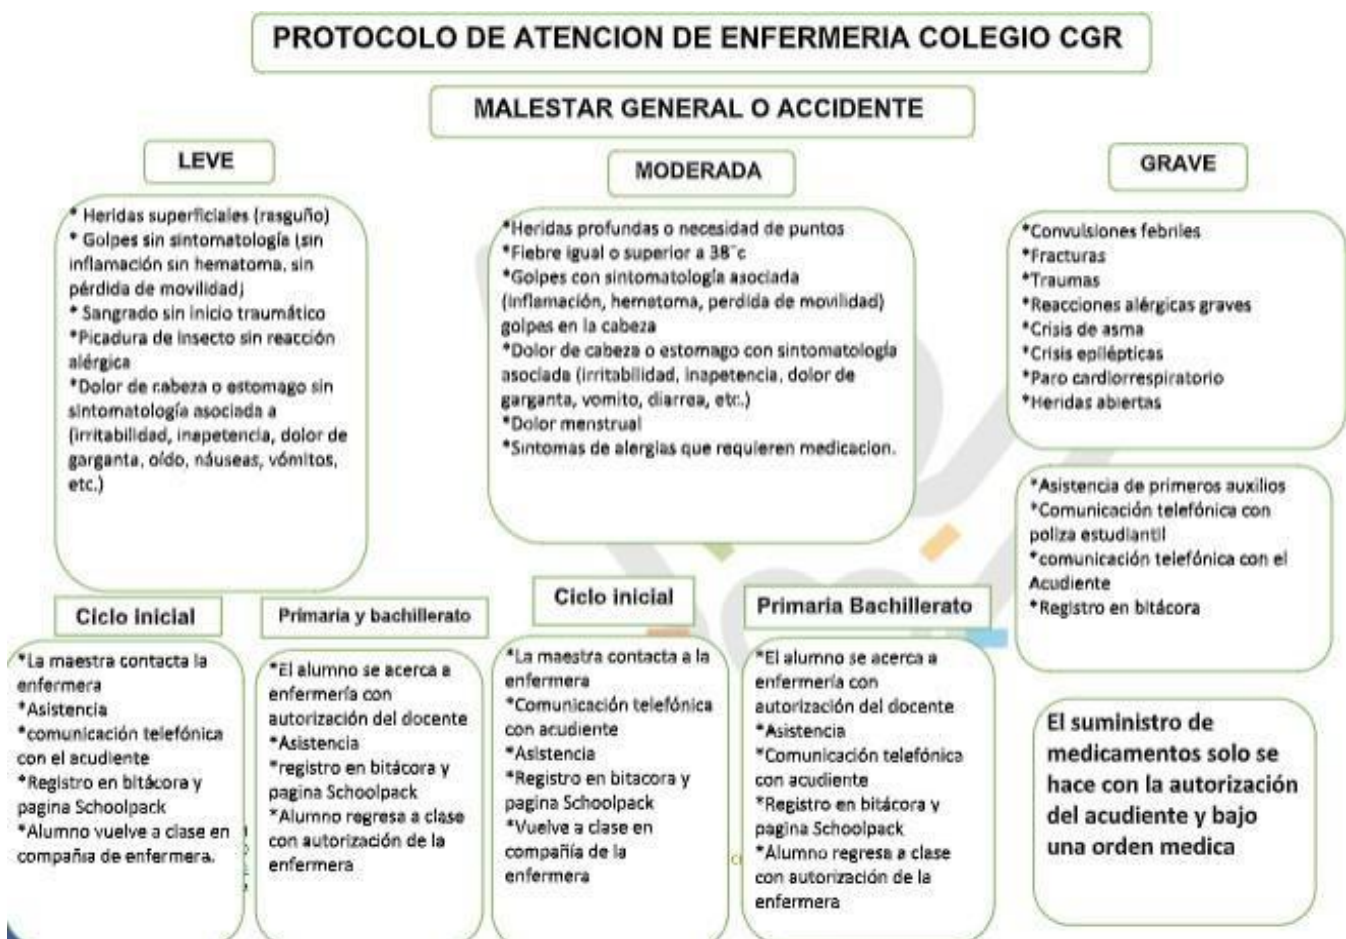 PROTOCOLO DE ATENCION DE ENFERMERIA COLEGIO CGR
MALESTAR GENERAL O ACCIDENTE
LEVE
* Heridas superficiales (rasguño)
* Golpes sin sintomatología (sin
inflamación sin hematoma, sin
pérdida de movilidad)
* Sangrado sin inicio traumático
*Picadura de insecto sin reacción
alérgica
*Dolor de cabeza o estomago sin
sintomatología asociada a
(irritabilidad, inapetencia, dolor de
garganta, oído, náuseas, vómitos,
etc.)
Ciclo inicial
*La maestra contacta la
enfermera
*Asistencia
*comunicación telefónica
con el acudiente
*Registro en bitácora y
pagina Schoolpack
*Alumno vuelve a clase en
compañia de enfermera.
Primaria y bachillerato
*El alumno se acerca a
enfermería con
autorización del docente
*Asistencia
*registro en bitácora y
pagina Schoolpack
*Alumno regresa a clase
con autorización de la
enfermera
MODERADA
*Heridas profundas o necesidad de puntos
*Fiebre igual o superior a 38¨c
*Golpes con sintomatología asociada
(inflamación, hematoma, perdida de movilidad)
golpes en la cabeza
*Dolor de cabeza o estomago con sintomatología
asociada (irritabilidad, inapetencia, dolor de
garganta, vomito, diarrea, etc.)
*Dolor menstrual
*Sintomas de alergias que requieren medicacion.
Ciclo inicial
*La maestra contacta a la
enfermera
*Comunicación telefónica
con acudiente
*Asistencia
*Registro en bitacora y
pagina Schoolpack
*Vuelve a clase en
compañía de la
enfermera
Primaria Bachillerato
*El alumno se acerca a
enfermería con
autorización del docente
*Asistencia
*Comunicación telefónica
con acudiente
*Registro en bitácora y
pagina Schoolpack
*Alumno regresa a clase
con autorización de la
enfermera
GRAVE
*Convulsiones febriles
*Fracturas
*Traumas
*Reacciones alérgicas graves
*Crisis de asma
*Crisis epilépticas
*Paro cardiorrespiratorio
*Heridas abiertas
*Asistencia de primeros auxilios
*Comunicación telefónica con
poliza estudiantil
*comunicación telefónica con el
Acudiente
*Registro en bitácora
El suministro de
medicamentos solo se
hace con la autorización
del acudiente y bajo
una orden medica